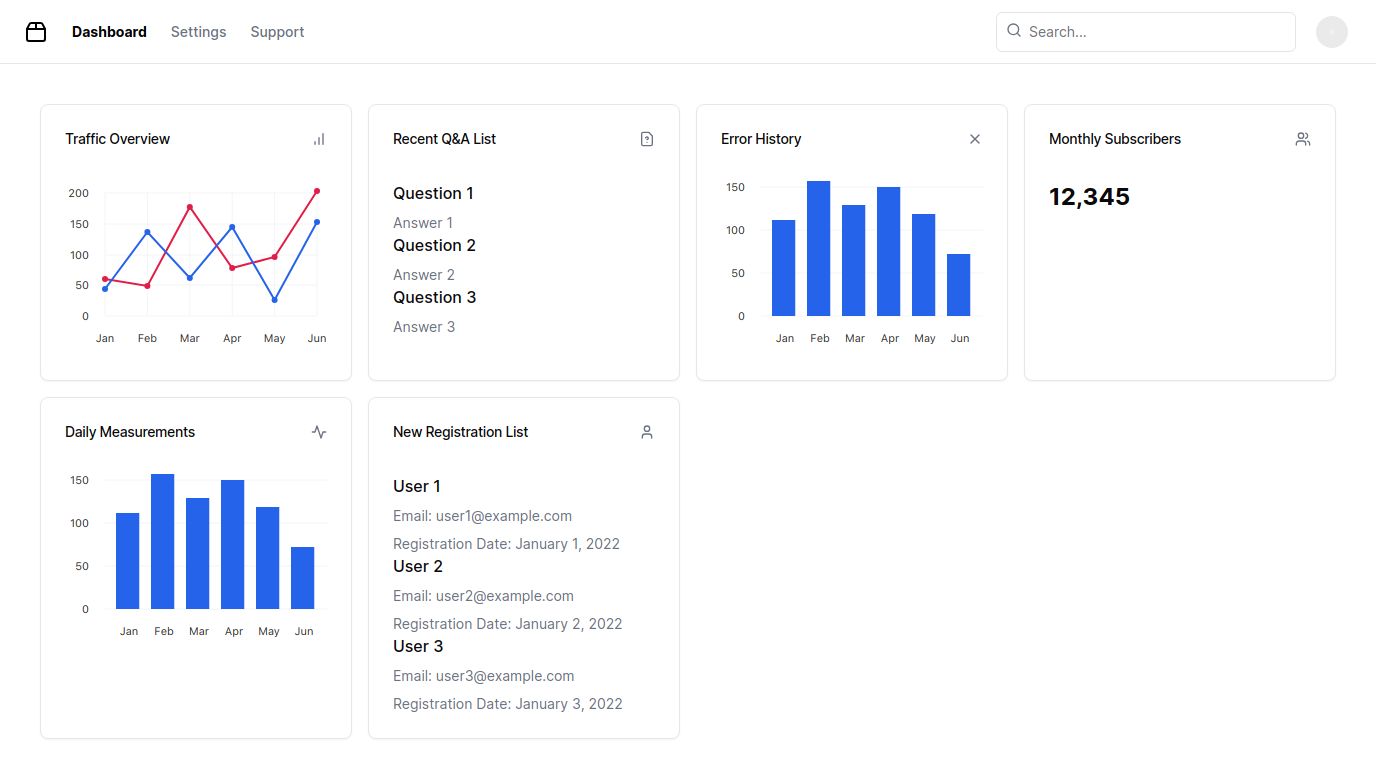 Dashboard Settings Support Search...
Traffic Overview
200
150
100
50
0
Jan Feb Mar Apr May Jun
Recent Q&A List
Question 1
Answer 1
Question 2
Answer 2
Question 3
Answer 3
Error History
150
100
50
0
Jan Feb Mar Apr May Jun
Monthly Subscribers
12,345
Daily Measurements
150
100
50
0
Jan Feb Mar Apr May Jun
New Registration List
User 1
Email: user1@example.com
Registration Date: January 1, 2022
User 2
Email: user2@example.com
Registration Date: January 2, 2022
User 3
Email: user3@example.com
Registration Date: January 3, 2022